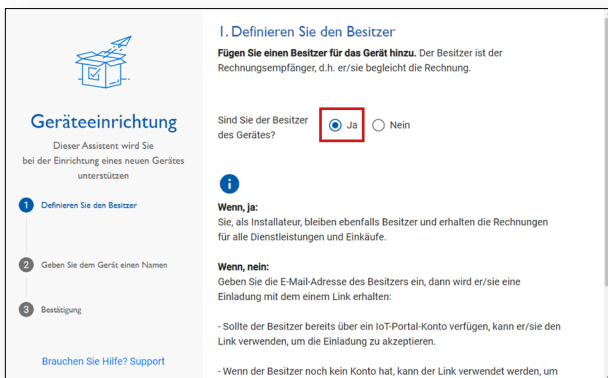 Geräteeinrichtung
Dieser Assistent wird Sie
bei der Einrichtung eines neuen Gerätes
unterstützen
1 Definieren Sie den Besitzer
2 Geben Sie dem Gerät einen Namen
3 Bestätigung
Brauchen Sie Hilfe? Support
1. Definieren Sie den Besitzer
Fügen Sie einen Besitzer für das Gerät hinzu. Der Besitzer ist der
Rechnungsempfänger, d.h. er/sie begleicht die Rechnung.
Sind Sie der Besitzer
des Gerätes?
Ja Nein
i
Wenn, ja:
Sie, als Installateur, bleiben ebenfalls Besitzer und erhalten die Rechnungen
für alle Dienstleistungen und Einkäufe.
Wenn, nein:
Geben Sie die E-Mail-Adresse des Besitzers ein, dann wird er/sie eine
Einladung mit dem einem Link erhalten:
- Sollte der Besitzer bereits über ein IoT-Portal-Konto verfügen, kann er/sie den
Link verwenden, um die Einladung zu akzeptieren.
- Wenn der Besitzer noch kein Konto hat, kann der Link verwendet werden, um